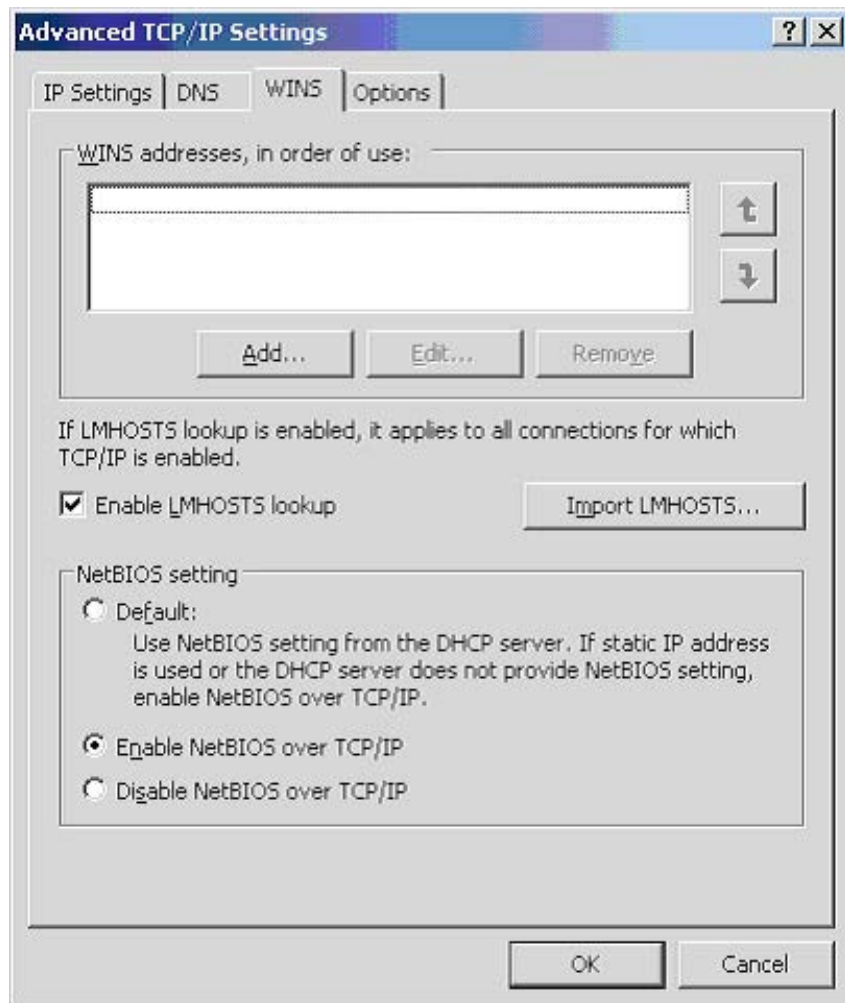 Advanced TCP/IP Settings
IP Settings DNS WINS Options
WINS addresses, in order of use:
Add... Edit... Remove
If LMHOSTS lookup is enabled, it applies to all connections for which
TCP/IP is enabled.
Enable LMHOSTS lookup Import LMHOSTS...
NetBIOS setting
Default:
Use NetBIOS setting from the DHCP server. If static IP address
is used or the DHCP server does not provide NetBIOS setting,
enable NetBIOS over TCP/IP.
Enable NetBIOS over TCP/IP
Disable NetBIOS over TCP/IP
OK Cancel